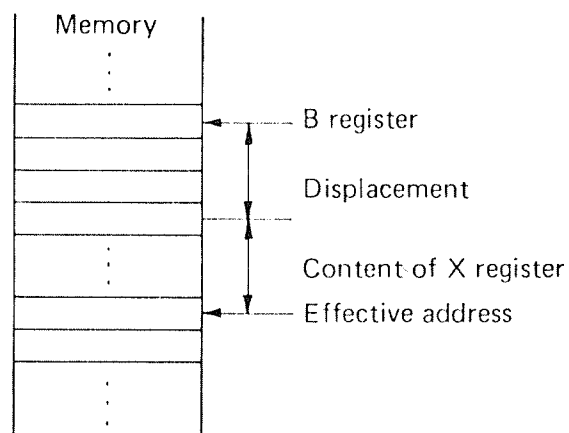 Memory
B register
Displacement
Content of X register
Effective address